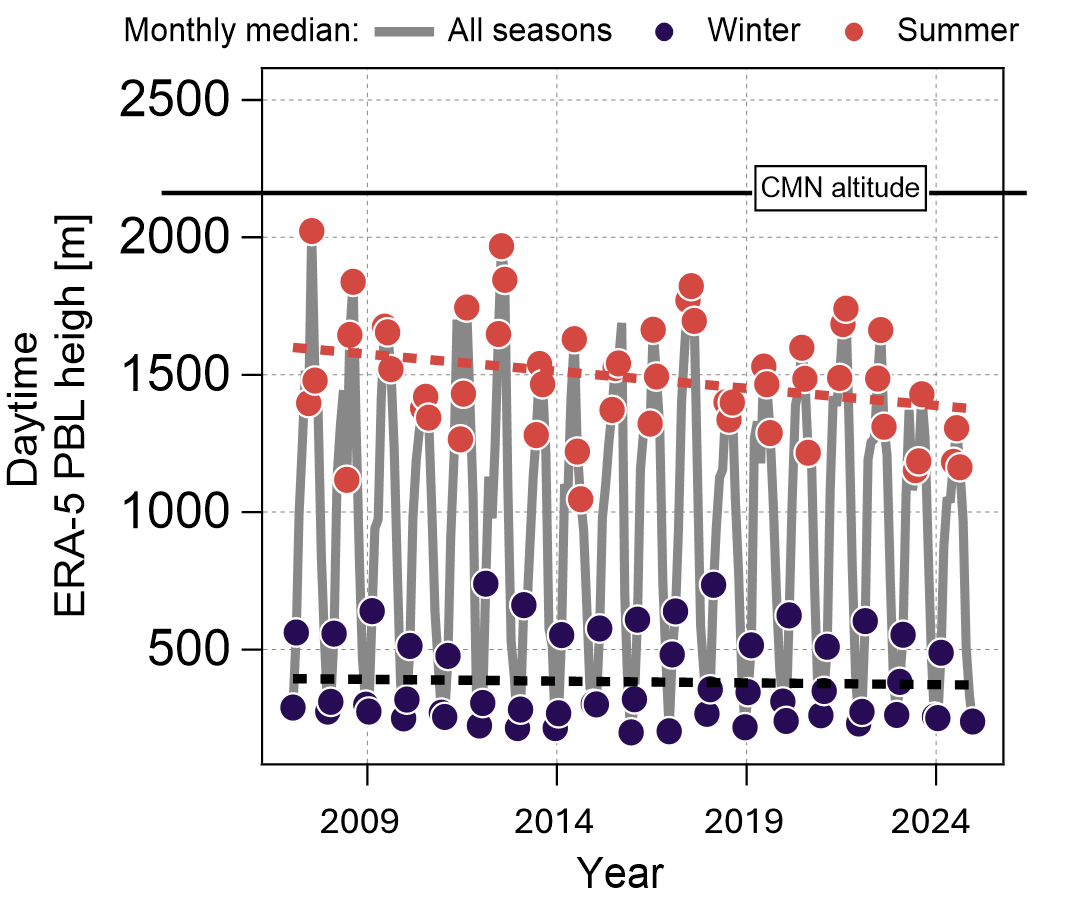 Monthly median: All seasons Winter Summer
2500
CMN altitude
2000
1500
1000
500
Daytime
ERA-5 PBL heigh [m]
2009 2014 2019 2024
Year